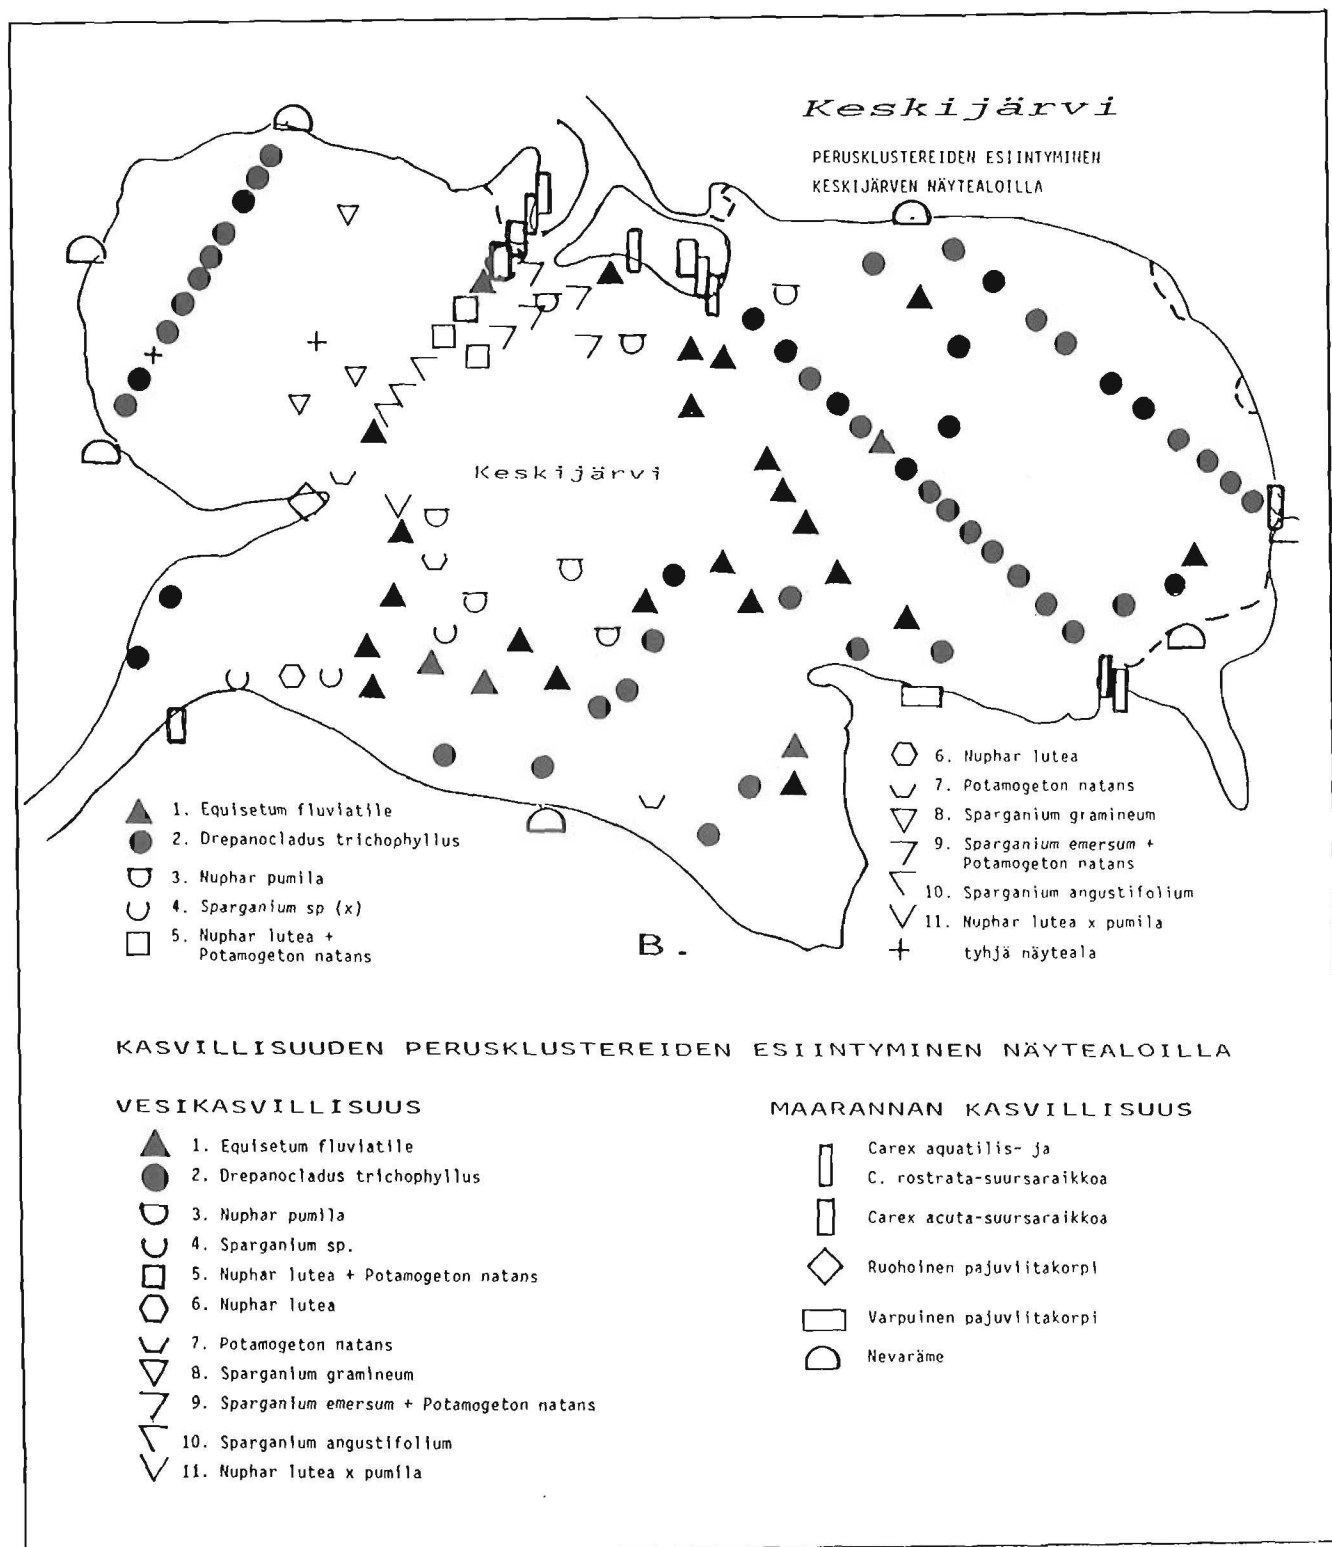 Keskijärvi
PERUSKLUSTEREIDEN ESIINTYMINEN
KESKIJÄRVEN NÄYTEALOILLA
Keskijärvi
1. Equisetum fluviatile
2. Drepanocladus trichophyllus
3. Nuphar pumila
4. Sparganium sp (x)
5. Nuphar lutea +
Potamogeton natans
6. Nuphar lutea
7. Potamogeton natans
8. Sparganium gramineum
9. Sparganium emersum +
Potamogeton natans
10. Sparganium angustifolium
11. Nuphar lutea x pumila
tyhjä näyteala
B.
KASVILLISUUDEN PERUSKLUSTEREIDEN ESIINTYMINEN NÄYTEALOILLA
VESIKASVILLISUUS
1. Equisetum fluviatile
2. Drepanocladus trichophyllus
3. Nuphar pumila
4. Sparganium sp.
5. Nuphar lutea + Potamogeton natans
6. Nuphar lutea
7. Potamogeton natans
8. Sparganium gramineum
9. Sparganium emersum + Potamogeton natans
10. Sparganium angustifolium
11. Nuphar lutea x pumila
MAARANNAN KASVILLISUUS
Carex aquatilis- ja
C. rostrata-suursaraikkoa
Carex acuta-suursaraikkoa
Ruohoinen pajuviitakorpi
Varpuinen pajuviitakorpi
Nevaräme